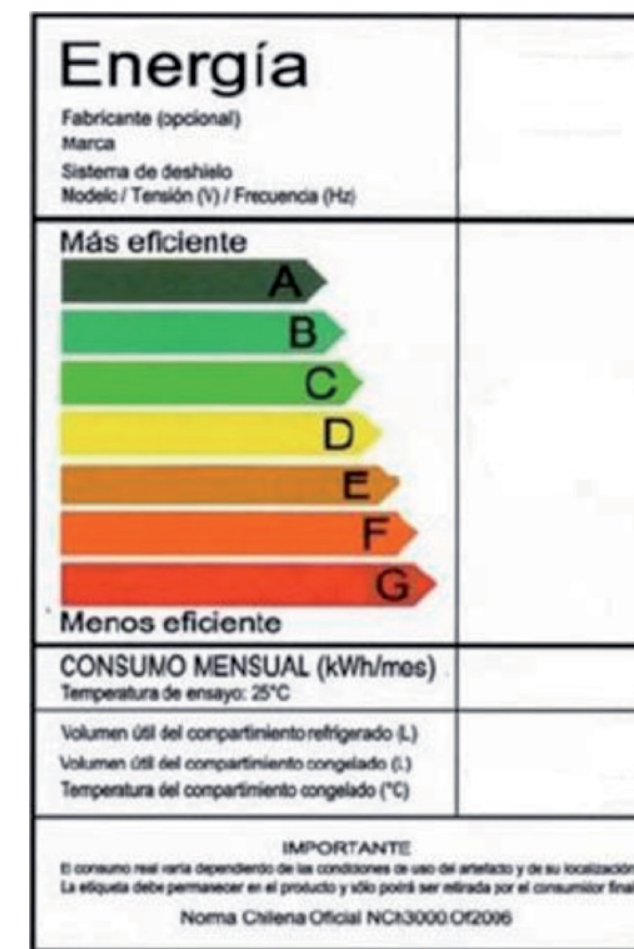 Energía
Fabricante (opcional)
Marca
Sistema de deshielo
Modelo / Tensión (V) / Frecuencia (Hz)
Más eficiente
A
B
C
D
E
F
G
Menos eficiente
CONSUMO MENSUAL (kWh/mes)
Temperatura de ensayo: 25°C
Volumen útil del compartimiento refrigerado (L)
Volumen útil del compartimiento congelado (L)
Temperatura del compartimiento congelado (°C)
IMPORTANTE
El consumo real varía dependiendo de las condiciones de uso del artefacto y de su localización
La etiqueta debe permanecer en el producto y sólo podrá ser retirada por el consumidor final
Norma Chilena Oficial NCh3000.Of2006